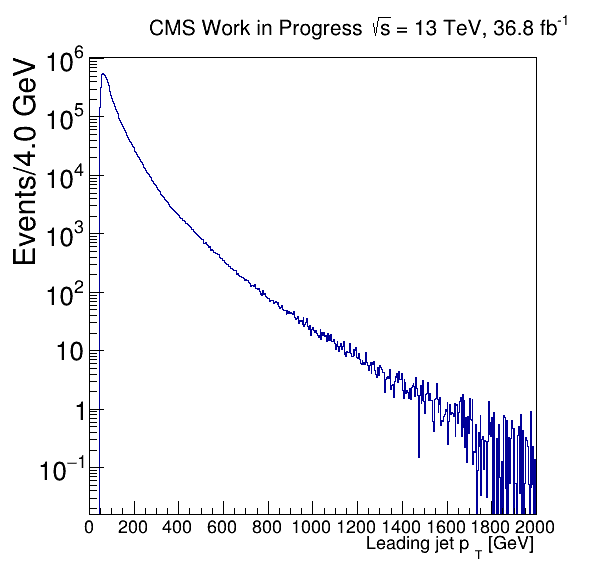 CMS Work in Progress √s = 13 TeV, 36.8 fb⁻¹
Events/4.0 GeV
10⁶
10⁵
10⁴
10³
10²
10
1
10⁻¹
0 200 400 600 800 1000 1200 1400 1600 1800 2000
Leading jet p_T [GeV]